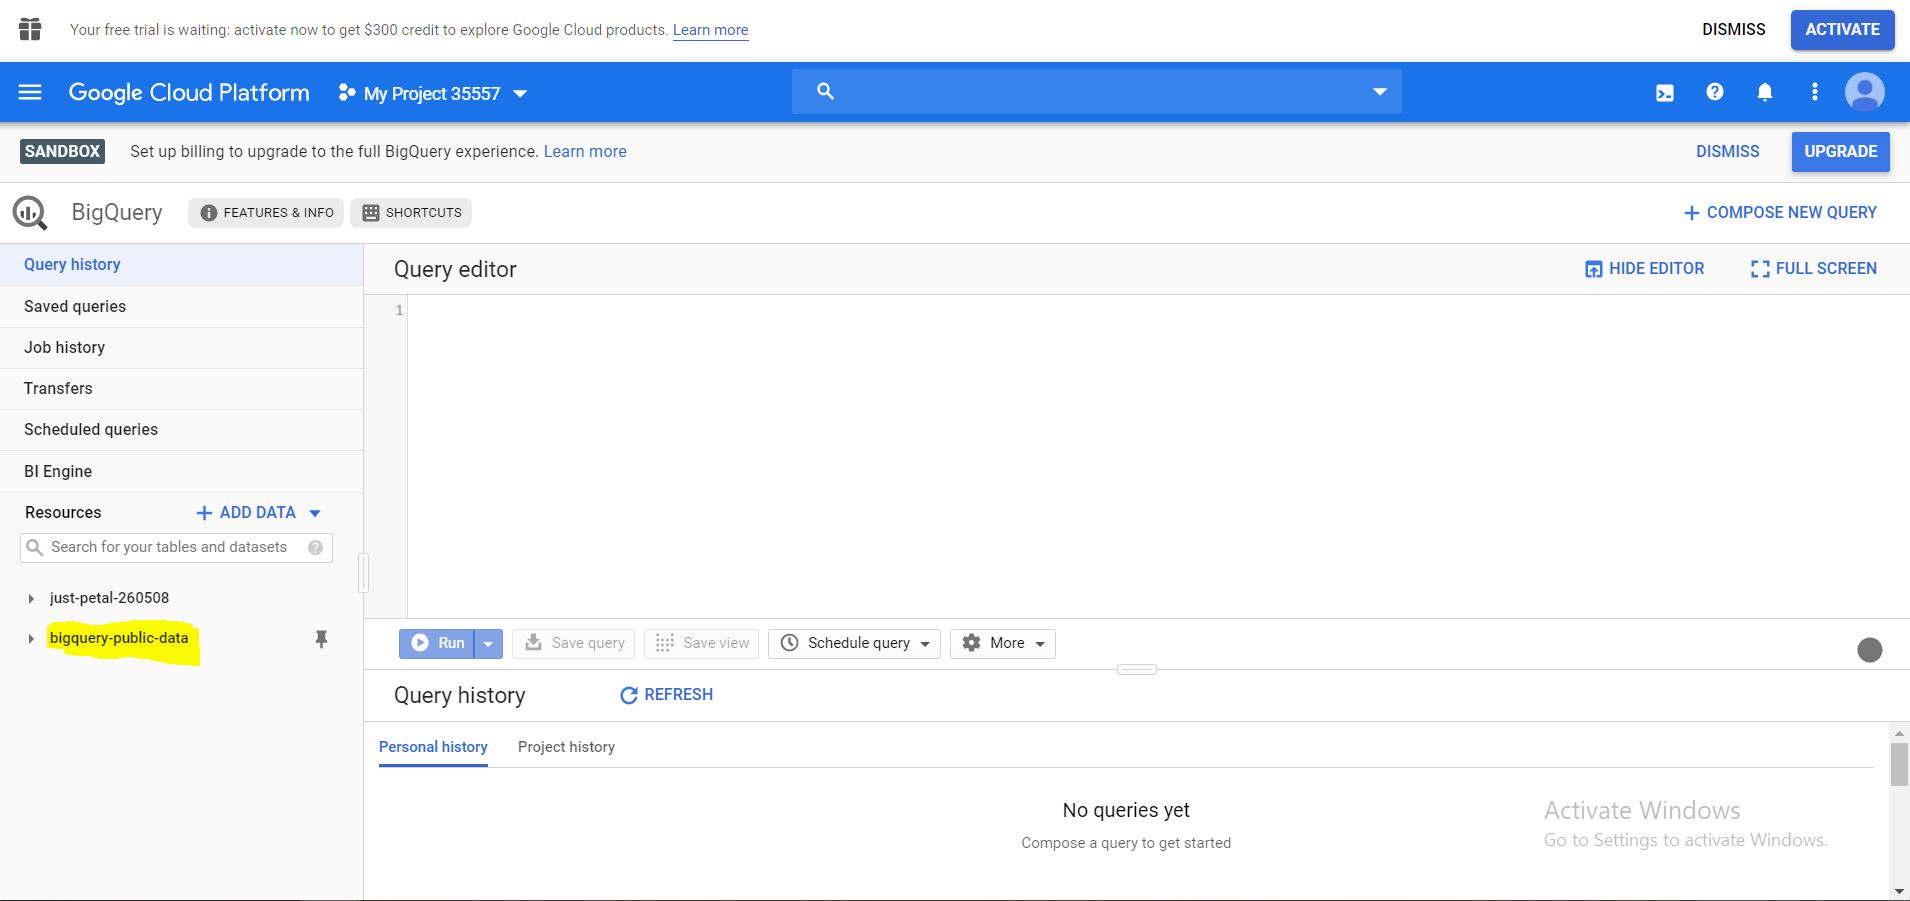 Your free trial is waiting: activate now to get $300 credit to explore Google Cloud products. Learn more
DISMISS
ACTIVATE
Google Cloud Platform
My Project 35557
SANDBOX
Set up billing to upgrade to the full BigQuery experience. Learn more
DISMISS
UPGRADE
BigQuery
FEATURES & INFO
SHORTCUTS
+ COMPOSE NEW QUERY
Query history
Saved queries
Job history
Transfers
Scheduled queries
BI Engine
Resources
+ ADD DATA
Search for your tables and datasets
just-petal-260508
bigquery-public-data
Query editor
HIDE EDITOR
FULL SCREEN
1
Run
Save query
Save view
Schedule query
More
Query history
REFRESH
Personal history
Project history
No queries yet
Compose a query to get started
Activate Windows
Go to Settings to activate Windows.